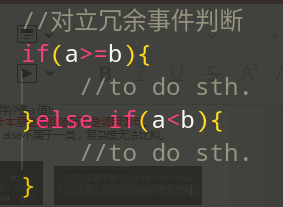 //对立冗余事件判断
if(a>=b){
//to do sth.
}else if(a<b){
//to do sth.
}